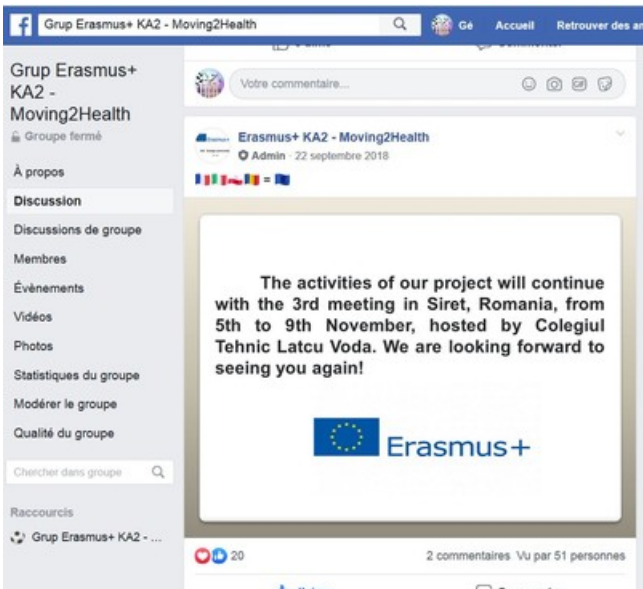 Grup Erasmus+ KA2 - Moving2Health
Gé
Accueil
Retrouver des
Grup Erasmus+
KA2 -
Moving2Health
Groupe fermé
À propos
Discussion
Discussions de groupe
Membres
Évènements
Vidéos
Photos
Statistiques du groupe
Modérer le groupe
Qualité du groupe
Chercher dans groupe
Raccourcis
Grup Erasmus+ KA2 - ...
Votre commentaire...
GIF
Erasmus+ KA2 - Moving2Health
Admin · 22 septembre 2018
=
The activities of our project will continue
with the 3rd meeting in Siret, Romania, from
5th to 9th November, hosted by Colegiul
Tehnic Latcu Voda. We are looking forward to
seeing you again!
Erasmus+
20
2 commentaires Vu par 51 personnes